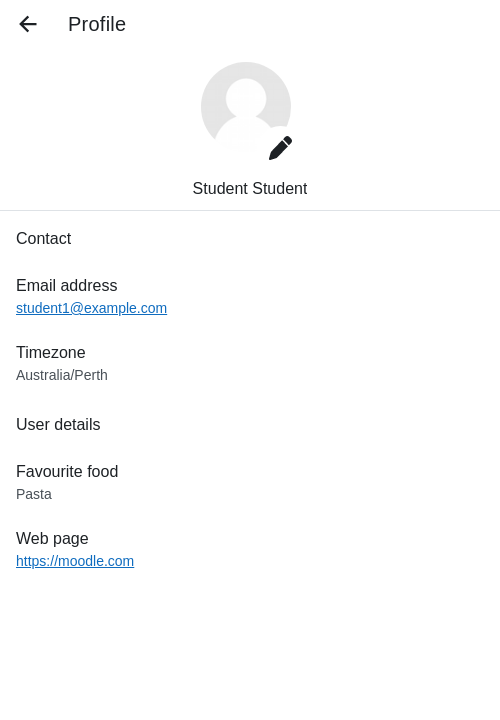 Profile
Student Student
Contact
Email address
student1@example.com
Timezone
Australia/Perth
User details
Favourite food
Pasta
Web page
https://moodle.com